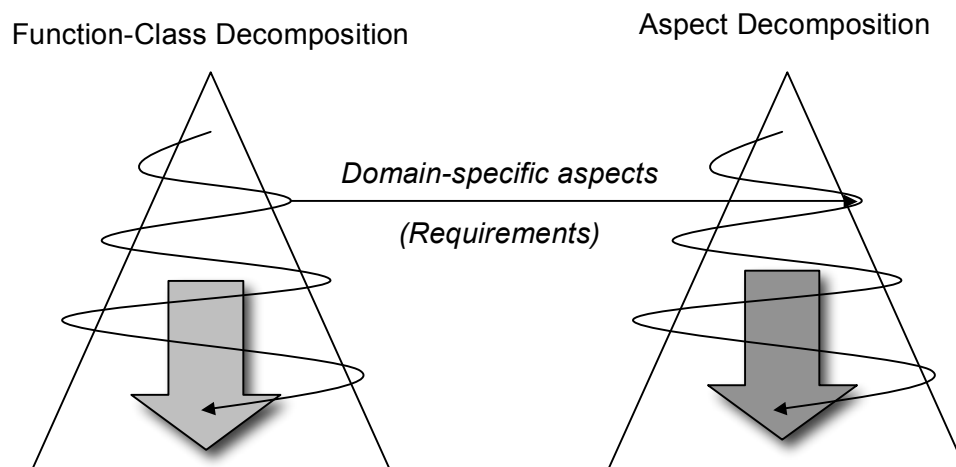 Function-Class Decomposition
Aspect Decomposition
Domain-specific aspects
(Requirements)